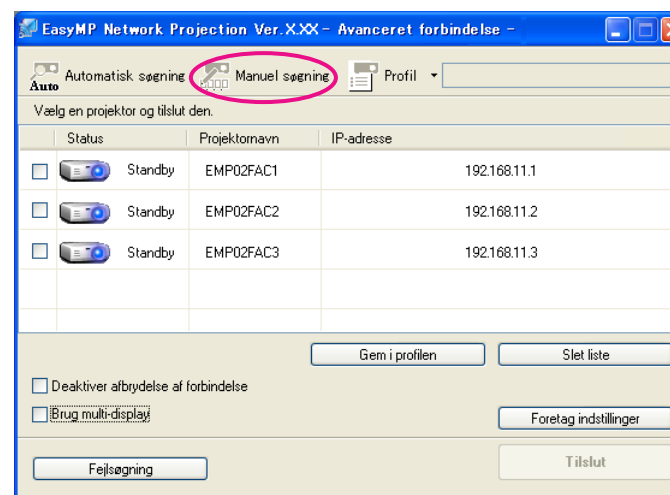 EasyMP Network Projection Ver.X.XX - Avanceret forbindelse -
Auto Automatisk søgning Manuel søgning Profil
Vælg en projektor og tilslut den.
Status Projektornavn IP-adresse
Standby EMP02FAC1 192.168.11.1
Standby EMP02FAC2 192.168.11.2
Standby EMP02FAC3 192.168.11.3
Gem i profilen Slet liste
Deaktiver afbrydelse af forbindelse
Brug multi-display
Foretag indstillinger
Fejlsøgning Tilslut